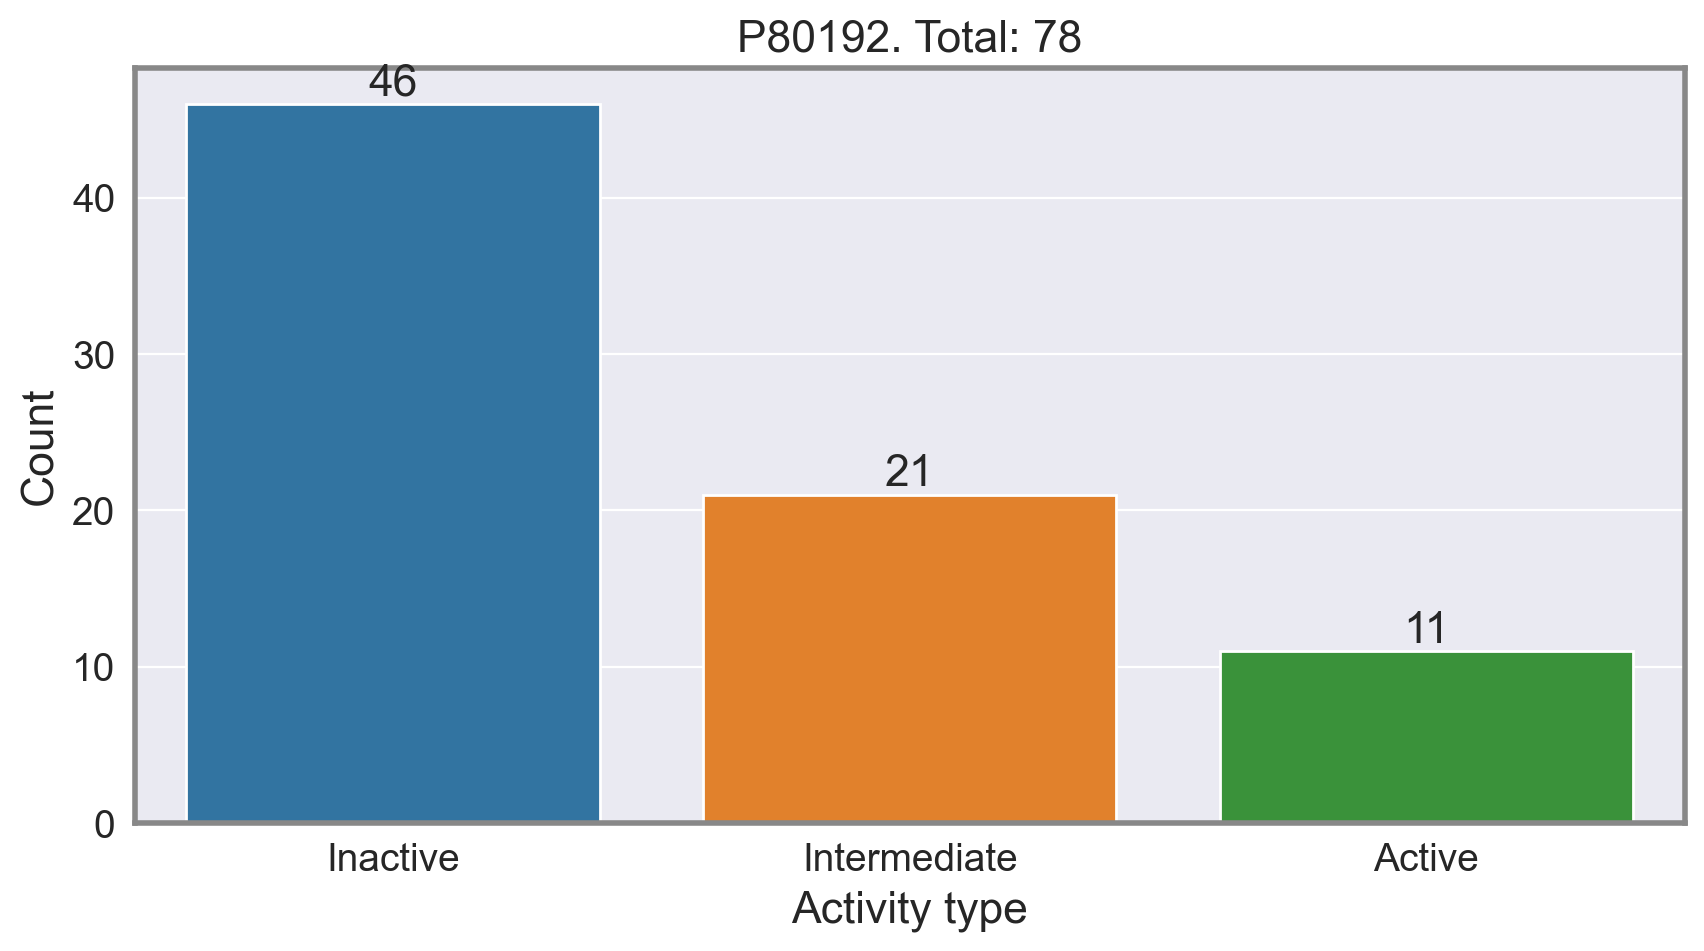 P80192. Total: 78
46
40
30
21
20
11
10
0
Count
Inactive
Intermediate
Active
Activity type